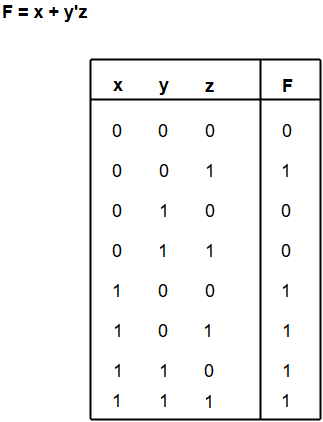 F = x + y'z
x y z F
0 0 0 0
0 0 1 1
0 1 0 0
0 1 1 0
1 0 0 1
1 0 1 1
1 1 0 1
1 1 1 1